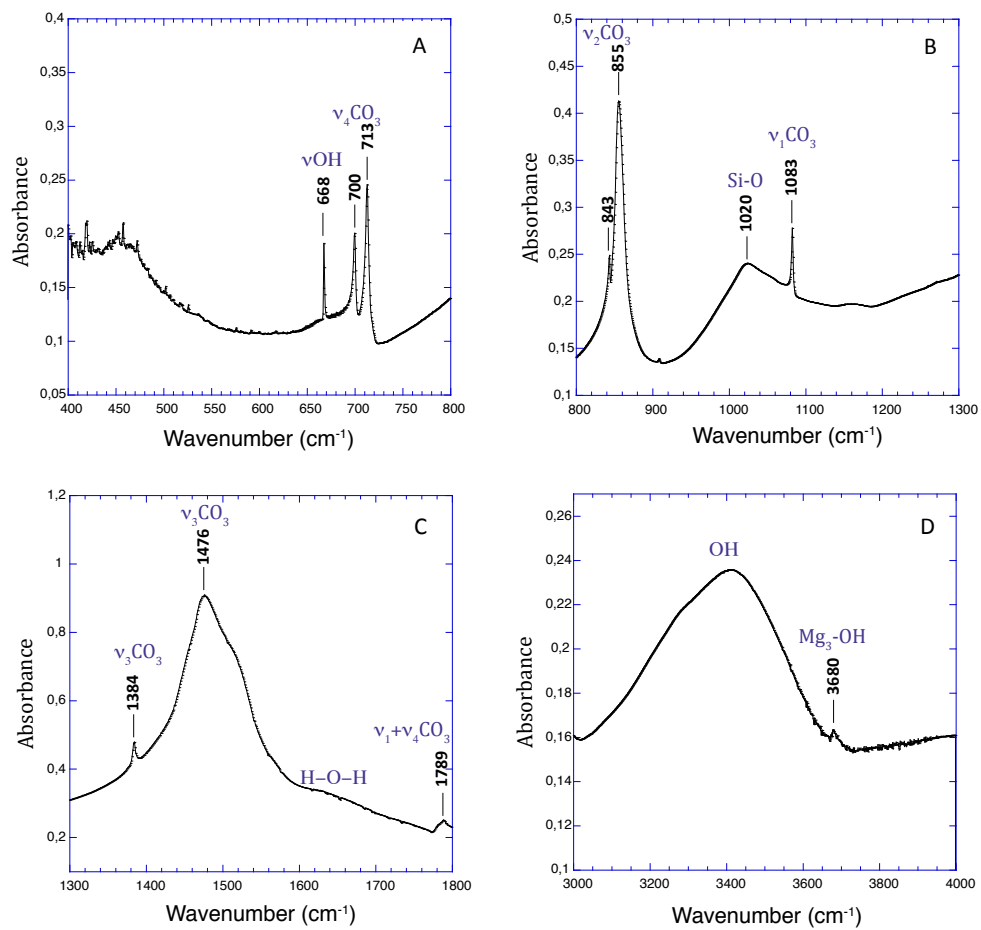 A
ν₄CO₃
713
νOH
668
700
Absorbance
0,4
0,35
0,3
0,25
0,2
0,15
0,1
0,05
400 450 500 550 600 650 700 750 800
Wavenumber (cm⁻¹)
B
ν₂CO₃
855
843
ν₁CO₃
1083
Si-O
1020
Absorbance
0,5
0,45
0,4
0,35
0,3
0,25
0,2
0,15
0,1
800 900 1000 1100 1200 1300
Wavenumber (cm⁻¹)
C
ν₃CO₃
1476
ν₃CO₃
1384
ν₁+ν₄CO₃
1789
H–O–H
Absorbance
1,2
1
0,8
0,6
0,4
0,2
1300 1400 1500 1600 1700 1800
Wavenumber (cm⁻¹)
D
OH
Mg₃-OH
3680
Absorbance
0,26
0,24
0,22
0,2
0,18
0,16
0,14
0,12
0,1
3000 3200 3400 3600 3800 4000
Wavenumber (cm⁻¹)